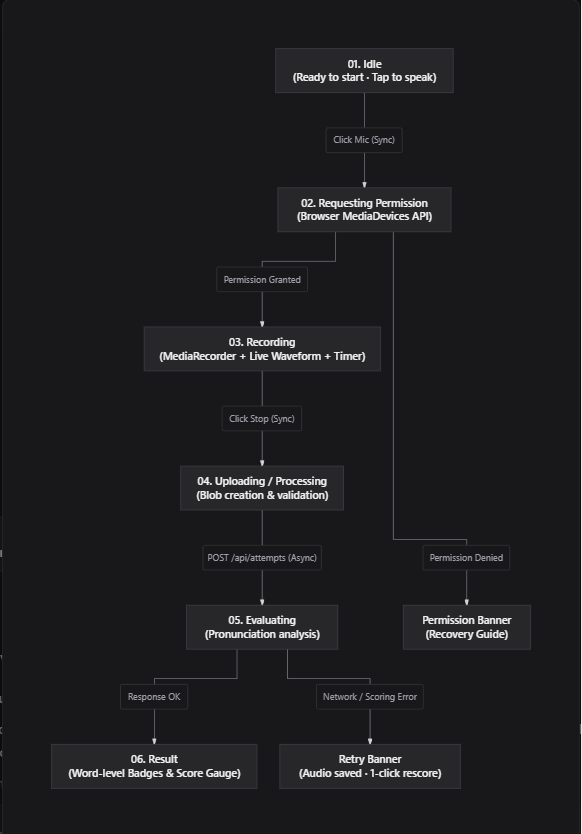 01. Idle
(Ready to start · Tap to speak)
Click Mic (Sync)
02. Requesting Permission
(Browser MediaDevices API)
Permission Granted
03. Recording
(MediaRecorder + Live Waveform + Timer)
Click Stop (Sync)
04. Uploading / Processing
(Blob creation & validation)
POST /api/attempts (Async)
Permission Denied
05. Evaluating
(Pronunciation analysis)
Permission Banner
(Recovery Guide)
Response OK
Network / Scoring Error
06. Result
(Word-level Badges & Score Gauge)
Retry Banner
(Audio saved · 1-click rescore)